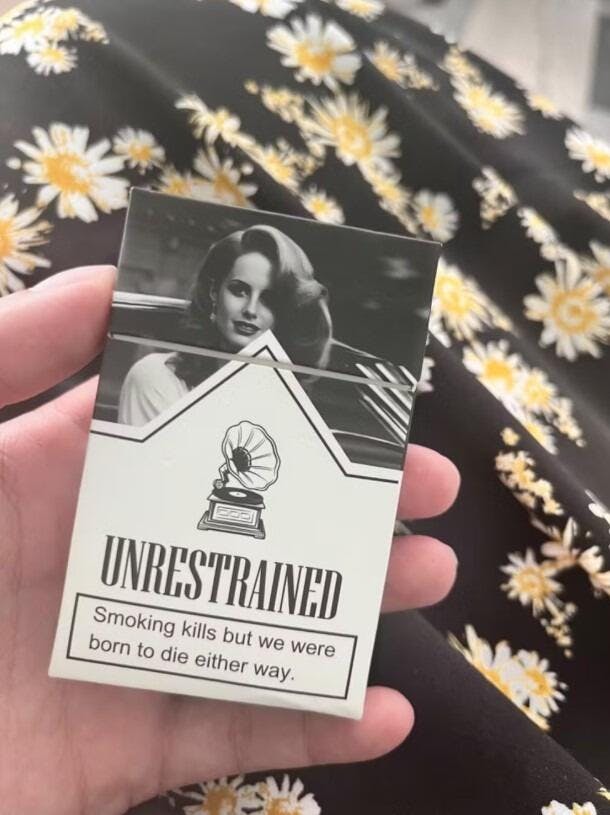 UNRESTRAINED
Smoking kills but we were
born to die either way.